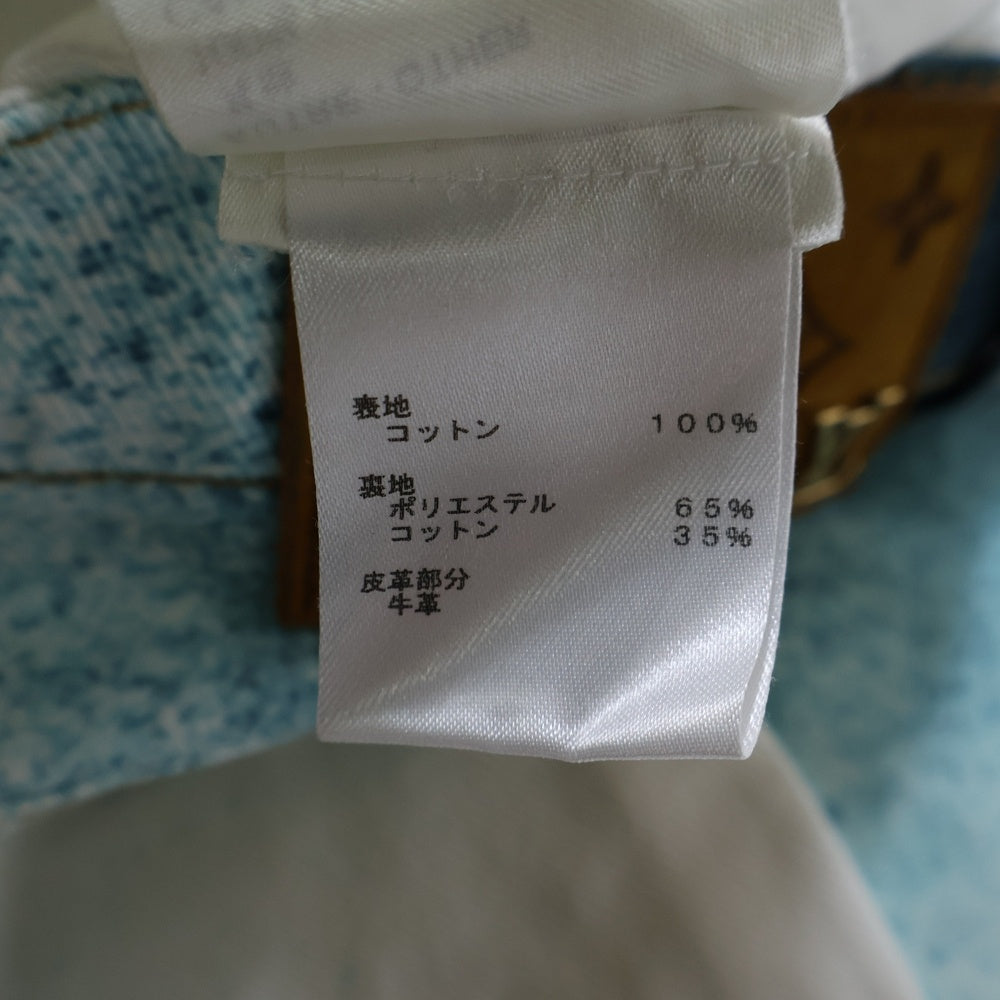 表地
コットン 100%
裏地
ポリエステル 65%
コットン 35%
皮革部分
牛革